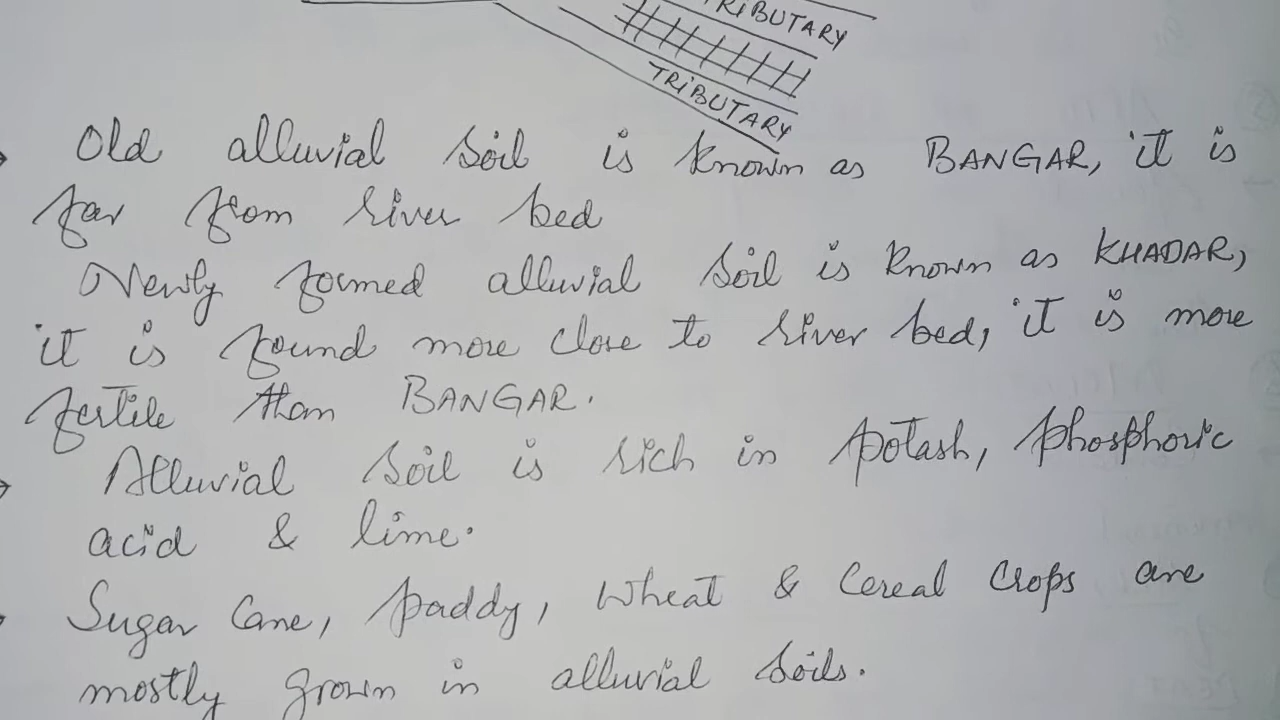 TRIBUTARY
TRIBUTARY
Old alluvial soil is known as BANGAR, it is
far from river bed
Newly formed alluvial soil is known as KHADAR,
it is found more close to river bed, it is more
fertile than BANGAR.
Alluvial soil is rich in potash, phosphoric
acid & lime.
Sugar Cane, paddy, wheat & Cereal Crops are
mostly grown in alluvial soils.